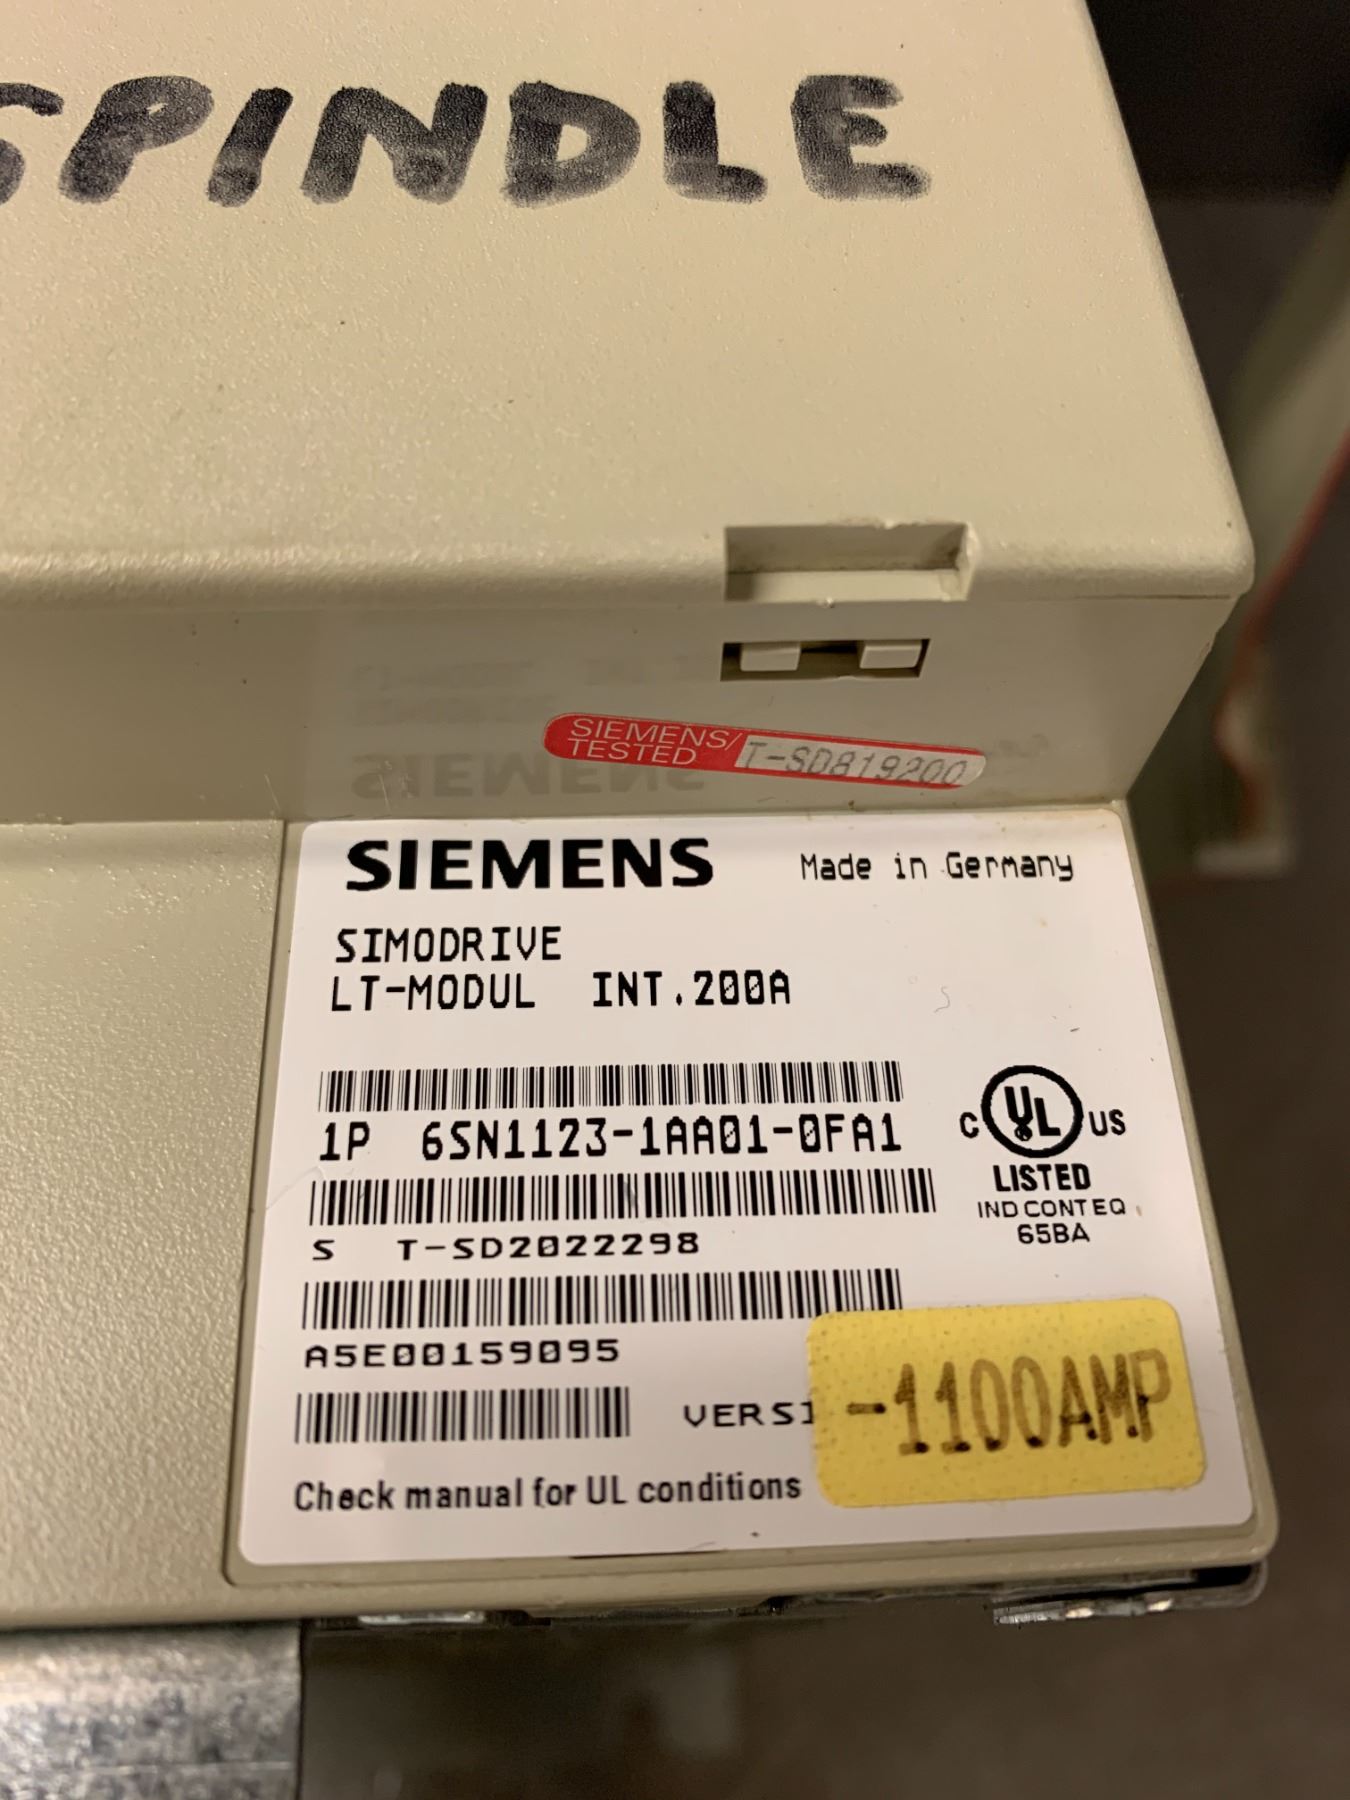 SPINDLE
SIEMENS/
TESTED T-SD819200
SIEMENS Made in Germany
SIMODRIVE
LT-MODUL INT.200A
1P 6SN1123-1AA01-0FA1
C UL US
LISTED
IND CONT EQ
65BA
S T-SD2022298
A5E00159095
VERSI
-1100AMP
Check manual for UL conditions